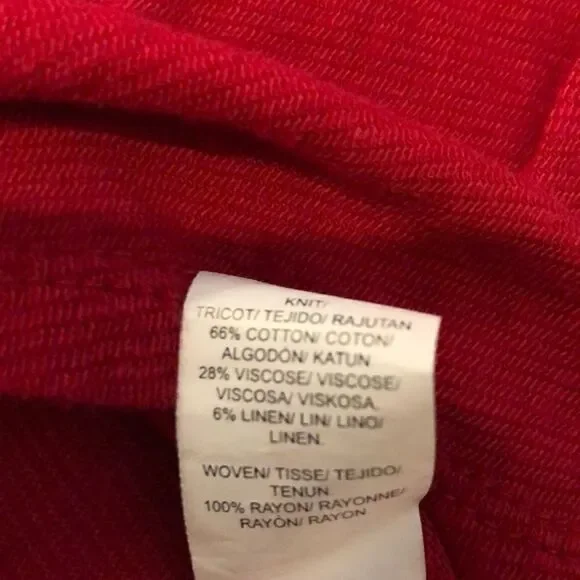 KNIT/
TRICOT/ TEJIDO/ RAJUTAN
66% COTTON/ COTON/
ALGODÓN/ KATUN
28% VISCOSE/ VISCOSE/
VISCOSA/ VISKOSA.
6% LINEN/ LIN/ LINO/
LINEN.
WOVEN/ TISSE/ TEJIDO/
TENUN.
100% RAYON/ RAYONNE/
RAYÓN/ RAYON